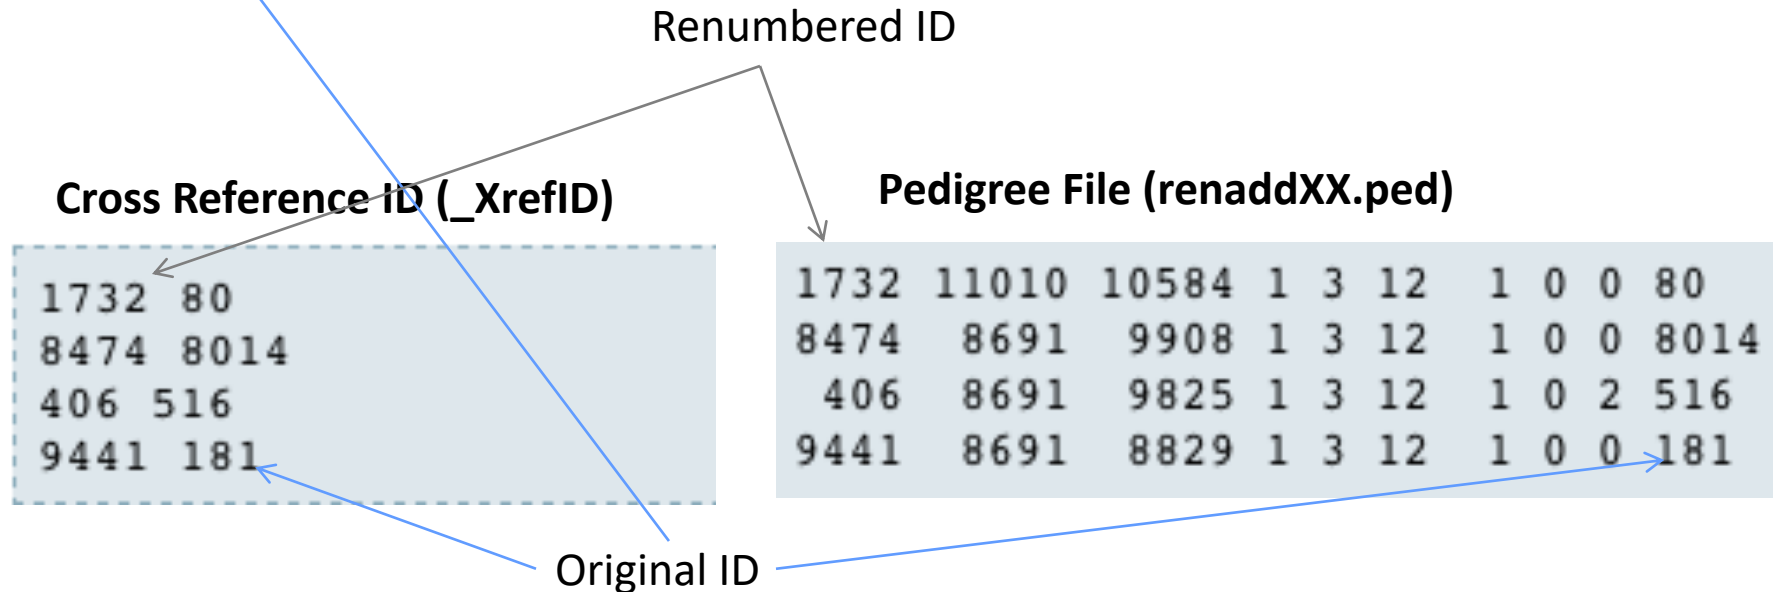 Renumbered ID
Cross Reference ID (_XrefID)
1732 80
8474 8014
406 516
9441 181
Pedigree File (renaddXX.ped)
1732 11010 10584 1 3 12 1 0 0 80
8474 8691 9908 1 3 12 1 0 0 8014
406 8691 9825 1 3 12 1 0 2 516
9441 8691 8829 1 3 12 1 0 0 181
Original ID